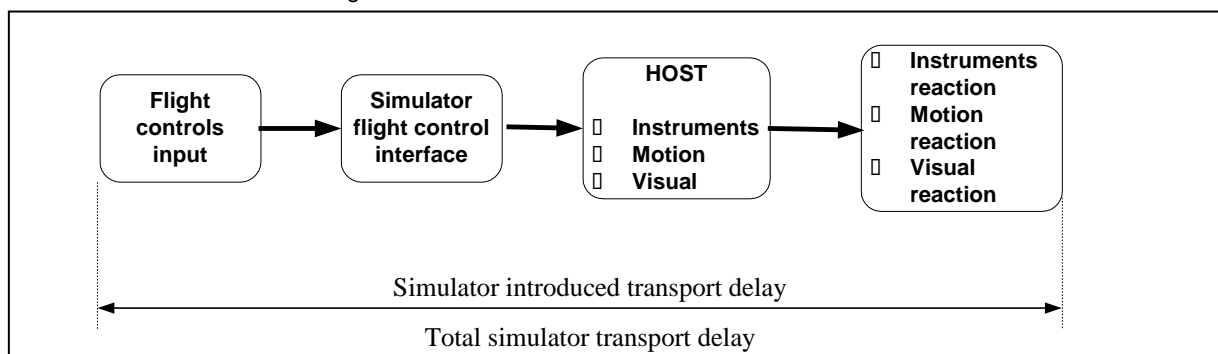 Flight
controls
input
Simulator
flight control
interface
HOST
▯ Instruments
▯ Motion
▯ Visual
▯ Instruments
reaction
▯ Motion
reaction
▯ Visual
reaction
Simulator introduced transport delay
Total simulator transport delay